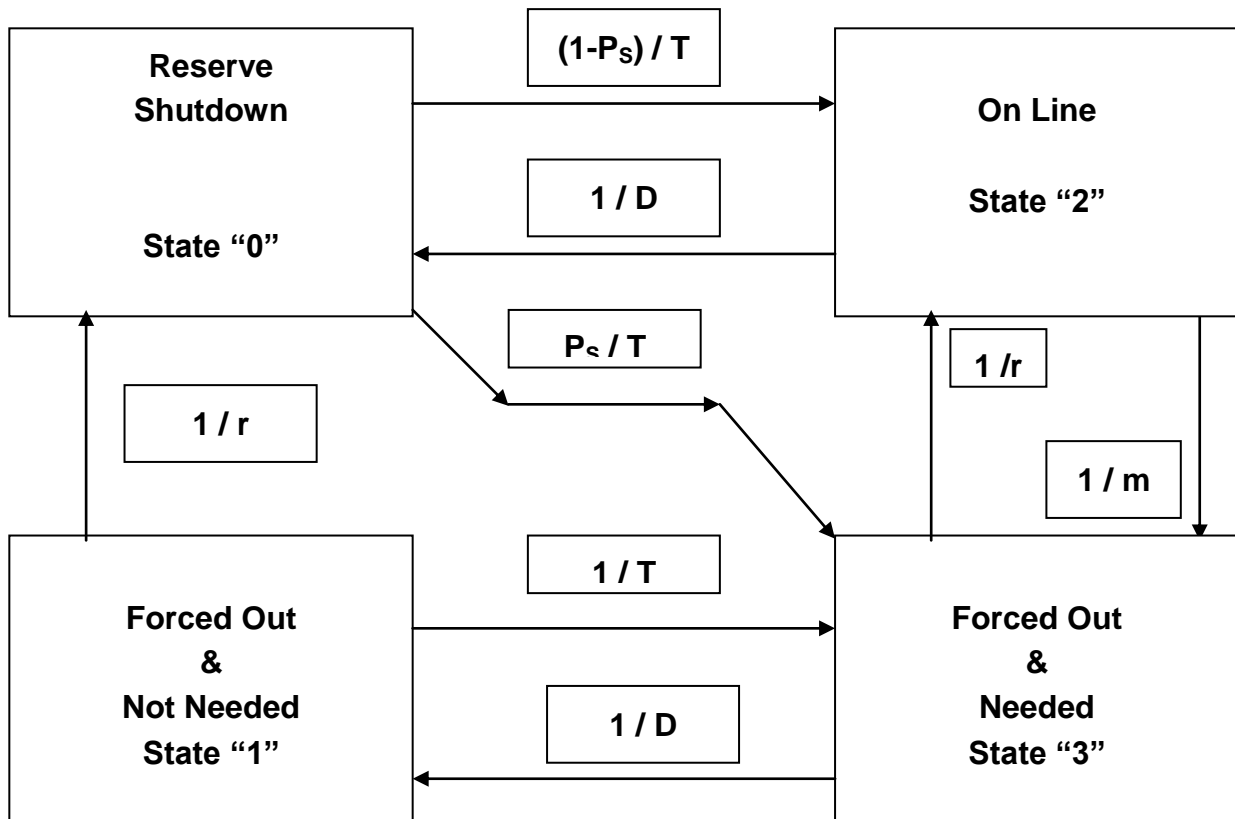 (1-PS) / T
Reserve
Shutdown
State “0”
On Line
State “2”
1 / D
PS / T
1 / r
1 /r
1 / m
1 / T
Forced Out
&
Not Needed
State “1”
Forced Out
&
Needed
State “3”
1 / D